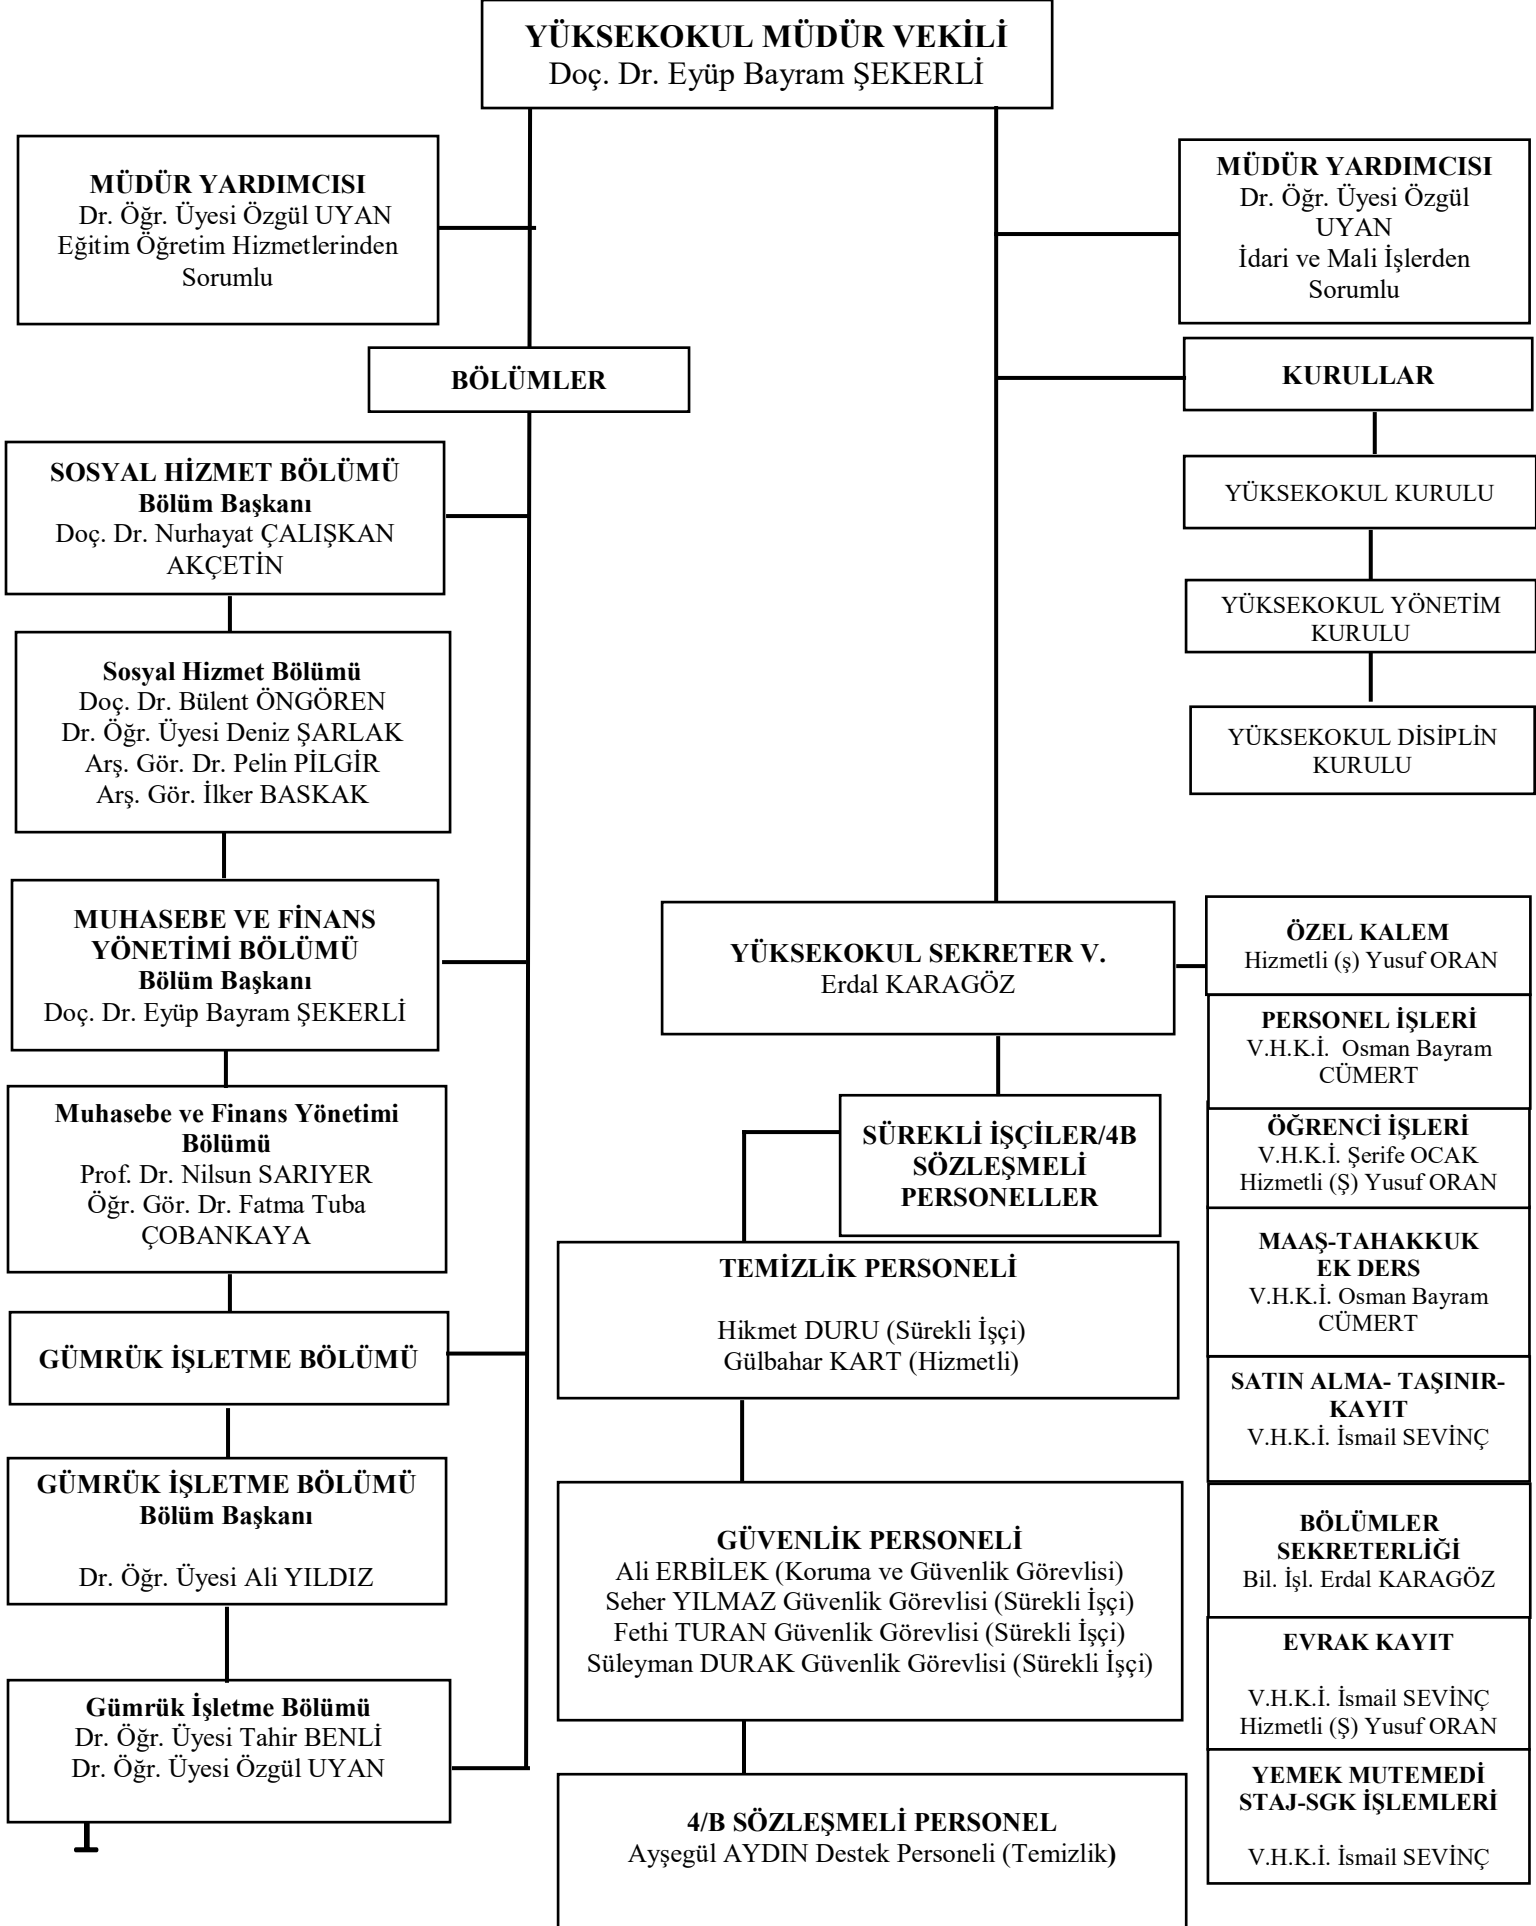 YÜKSEKOKUL MÜDÜR VEKİLİ
Doç. Dr. Eyüp Bayram ŞEKERLİ
MÜDÜR YARDIMCISI
Dr. Öğr. Üyesi Özgül UYAN
Eğitim Öğretim Hizmetlerinden
Sorumlu
MÜDÜR YARDIMCISI
Dr. Öğr. Üyesi Özgül
UYAN
İdari ve Mali İşlerden
Sorumlu
BÖLÜMLER
KURULLAR
YÜKSEKOKUL KURULU
YÜKSEKOKUL YÖNETİM
KURULU
YÜKSEKOKUL DİSİPLİN
KURULU
SOSYAL HİZMET BÖLÜMÜ
Bölüm Başkanı
Doç. Dr. Nurhayat ÇALIŞKAN
AKÇETİN
Sosyal Hizmet Bölümü
Doç. Dr. Bülent ÖNGÖREN
Dr. Öğr. Üyesi Deniz ŞARLAK
Arş. Gör. Dr. Pelin PİLGİR
Arş. Gör. İlker BASKAK
MUHASEBE VE FİNANS
YÖNETİMİ BÖLÜMÜ
Bölüm Başkanı
Doç. Dr. Eyüp Bayram ŞEKERLİ
Muhasebe ve Finans Yönetimi
Bölümü
Prof. Dr. Nilsun SARIYER
Öğr. Gör. Dr. Fatma Tuba
ÇOBANKAYA
GÜMRÜK İŞLETME BÖLÜMÜ
GÜMRÜK İŞLETME BÖLÜMÜ
Bölüm Başkanı
Dr. Öğr. Üyesi Ali YILDIZ
Gümrük İşletme Bölümü
Dr. Öğr. Üyesi Tahir BENLİ
Dr. Öğr. Üyesi Özgül UYAN
YÜKSEKOKUL SEKRETER V.
Erdal KARAGÖZ
SÜREKLİ İŞÇİLER/4B
SÖZLEŞMELİ
PERSONELLER
TEMİZLİK PERSONELİ
Hikmet DURU (Sürekli İşçi)
Gülbahar KART (Hizmetli)
GÜVENLİK PERSONELİ
Ali ERBİLEK (Koruma ve Güvenlik Görevlisi)
Seher YILMAZ Güvenlik Görevlisi (Sürekli İşçi)
Fethi TURAN Güvenlik Görevlisi (Sürekli İşçi)
Süleyman DURAK Güvenlik Görevlisi (Sürekli İşçi)
4/B SÖZLEŞMELİ PERSONEL
Ayşegül AYDIN Destek Personeli (Temizlik)
ÖZEL KALEM
Hizmetli (ş) Yusuf ORAN
PERSONEL İŞLERİ
V.H.K.İ. Osman Bayram
CÜMERT
ÖĞRENCİ İŞLERİ
V.H.K.İ. Şerife OCAK
Hizmetli (Ş) Yusuf ORAN
MAAŞ-TAHAKKUK
EK DERS
V.H.K.İ. Osman Bayram
CÜMERT
SATIN ALMA- TAŞINIR-
KAYIT
V.H.K.İ. İsmail SEVİNÇ
BÖLÜMLER
SEKRETERLİĞİ
Bil. İşl. Erdal KARAGÖZ
EVRAK KAYIT
V.H.K.İ. İsmail SEVİNÇ
Hizmetli (Ş) Yusuf ORAN
YEMEK MUTEMEDİ
STAJ-SGK İŞLEMLERİ
V.H.K.İ. İsmail SEVİNÇ